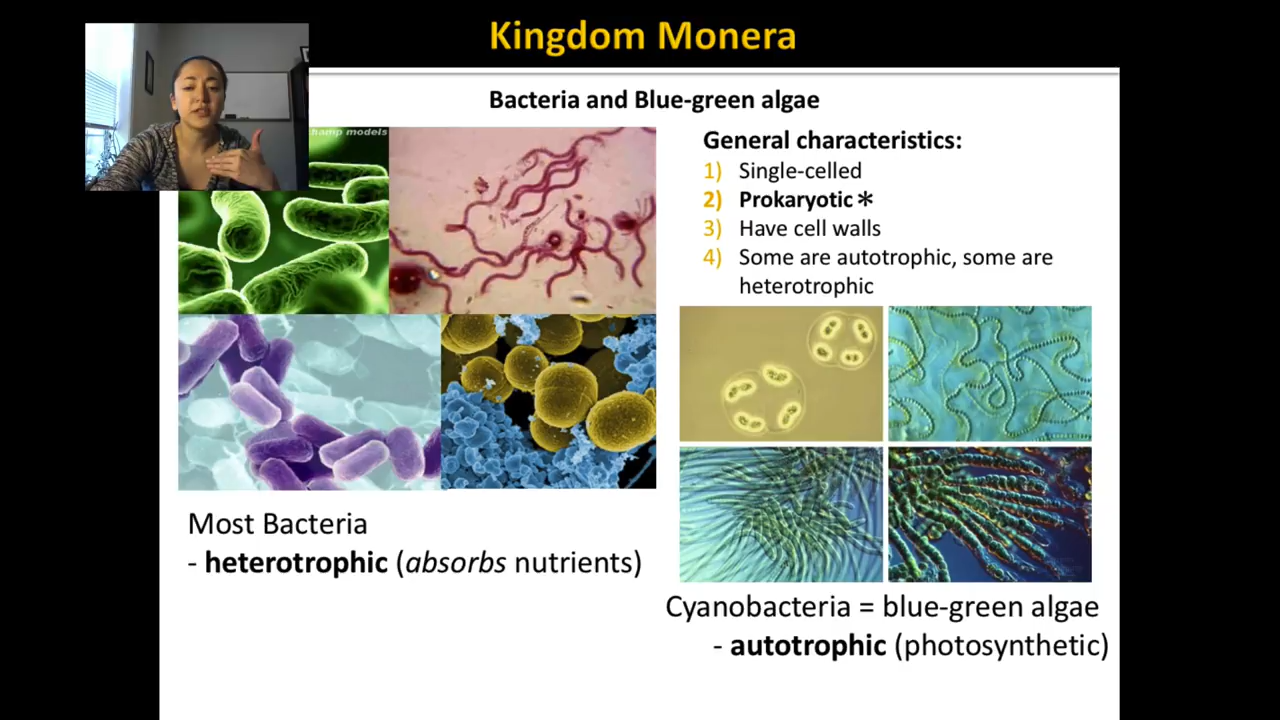 Kingdom Monera
Bacteria and Blue-green algae
champ models
General characteristics:
1) Single-celled
2) Prokaryotic*
3) Have cell walls
4) Some are autotrophic, some are
heterotrophic
Most Bacteria
- heterotrophic (absorbs nutrients)
Cyanobacteria = blue-green algae
- autotrophic (photosynthetic)